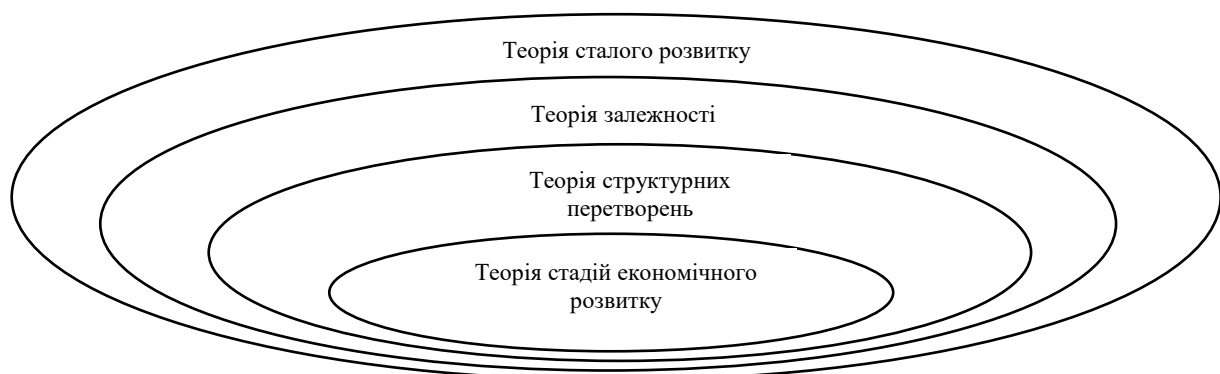 Теорія сталого розвитку
Теорія залежності
Теорія структурних
перетворень
Теорія стадій економічного
розвитку